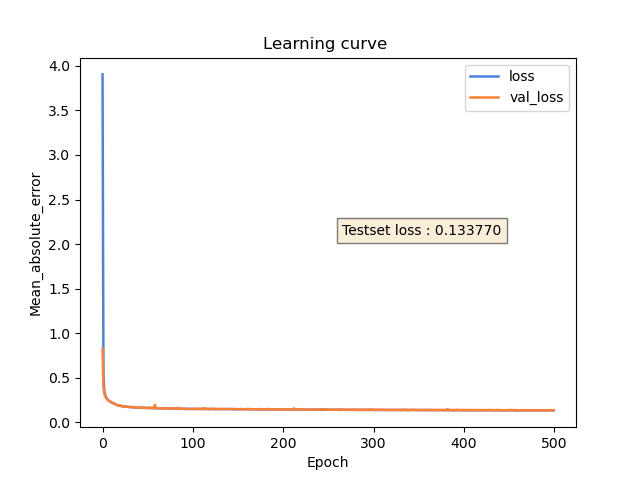 Learning curve
4.0
3.5
3.0
2.5
2.0
1.5
1.0
0.5
0.0
Mean_absolute_error
loss
val_loss
Testset loss : 0.133770
0 100 200 300 400 500
Epoch